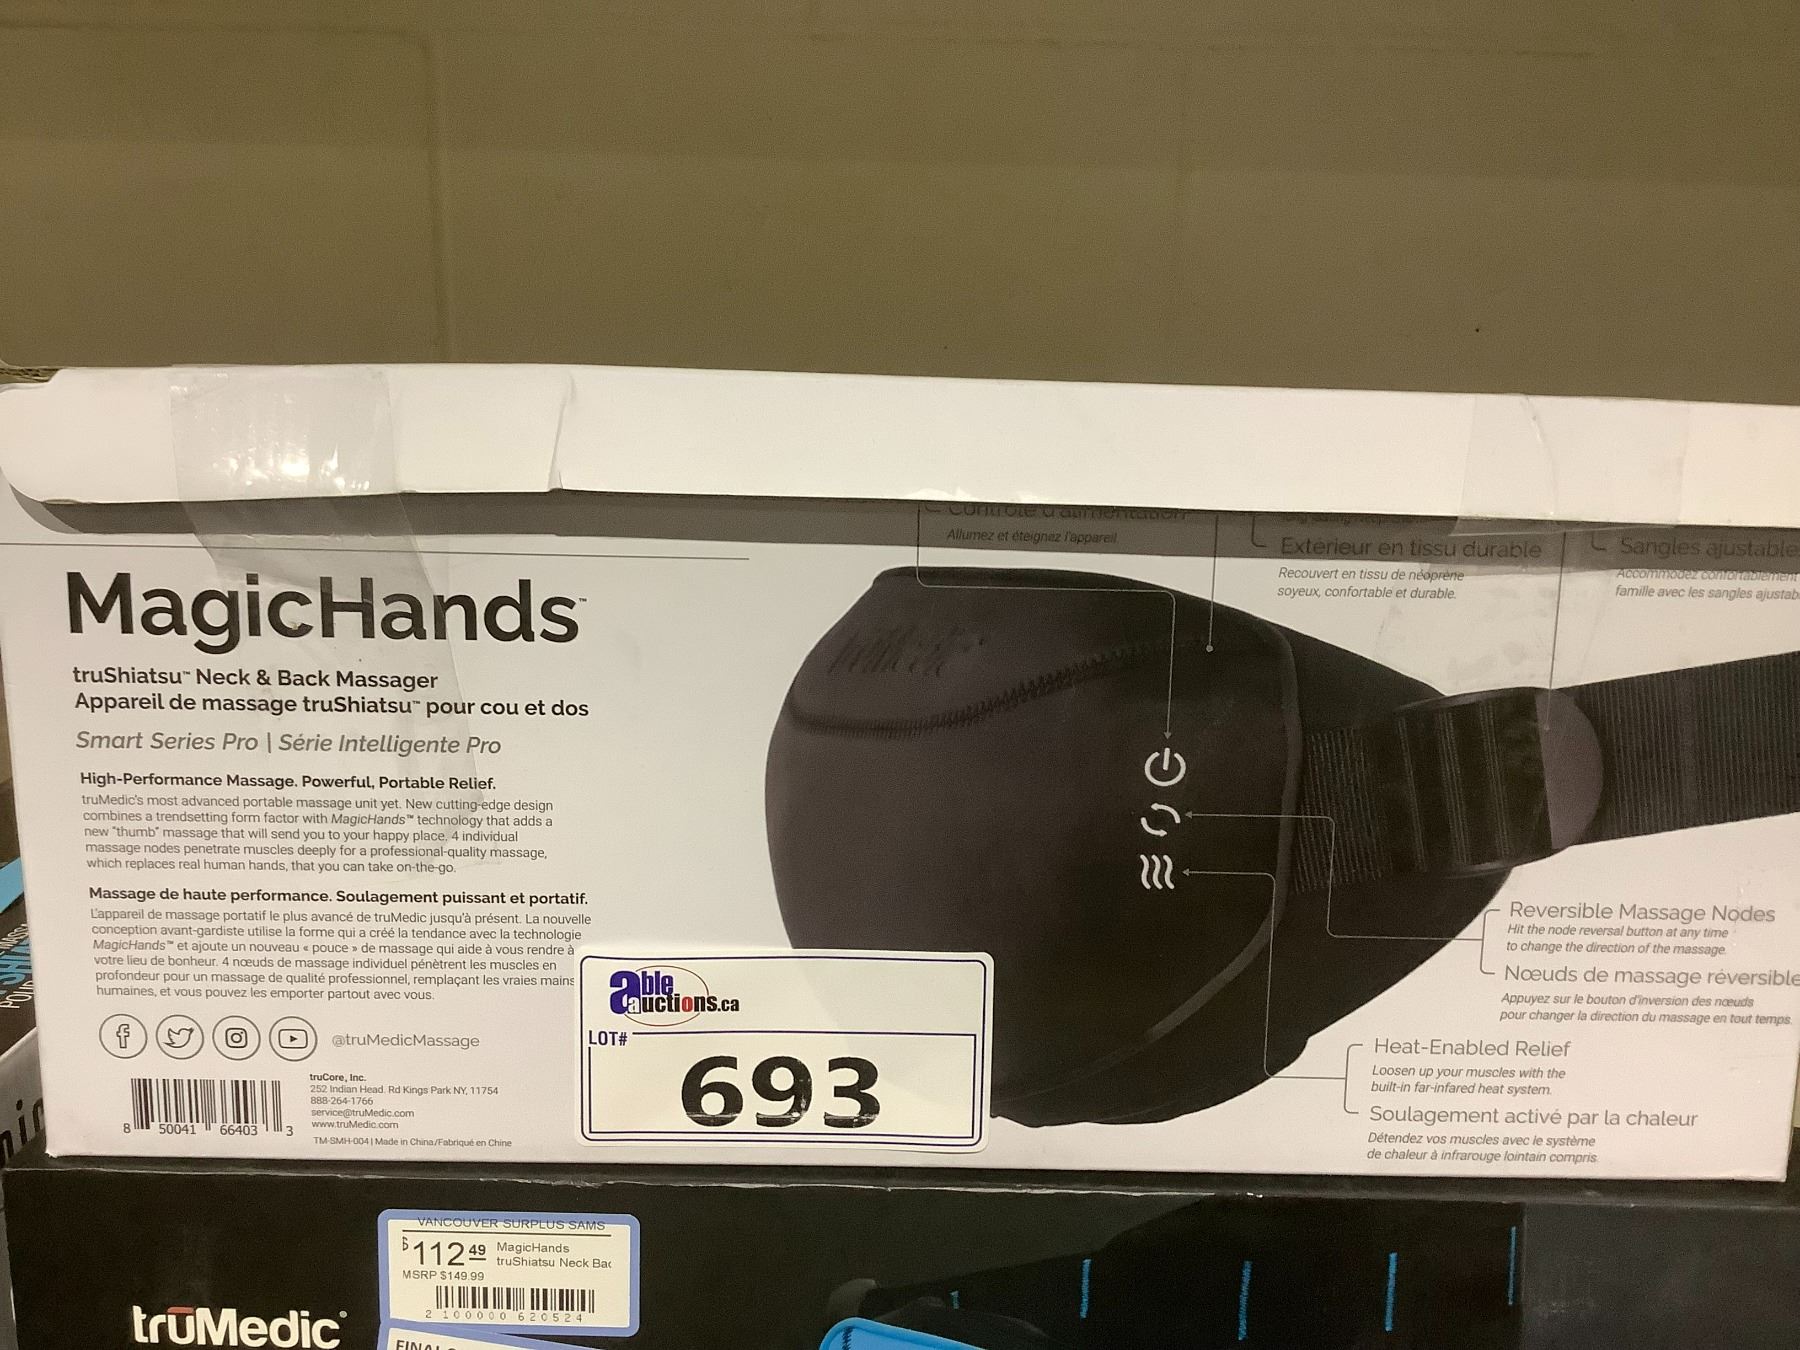 Contrôle d'alimentation
Allumez et éteignez l'appareil.
Extérieur en tissu durable
Recouvert en tissu de néoprène
soyeux, confortable et durable.
Sangles ajustable
Accommodez confortablement
famille avec les sangles ajustab
MagicHands™
truShiatsu™ Neck & Back Massager
Appareil de massage truShiatsu™ pour cou et dos
Smart Series Pro | Série Intelligente Pro
High-Performance Massage. Powerful, Portable Relief.
truMedic's most advanced portable massage unit yet. New cutting-edge design
combines a trendsetting form factor with MagicHands™ technology that adds a
new "thumb" massage that will send you to your happy place. 4 individual
massage nodes penetrate muscles deeply for a professional-quality massage,
which replaces real human hands, that you can take on-the-go.
Massage de haute performance. Soulagement puissant et portatif.
L'appareil de massage portatif le plus avancé de truMedic jusqu'à présent. La nouvelle
conception avant-gardiste utilise la forme qui a créé la tendance avec la technologie
MagicHands™ et ajoute un nouveau « pouce » de massage qui aide à vous rendre à
votre lieu de bonheur. 4 nœuds de massage individuel pénètrent les muscles en
profondeur pour un massage de qualité professionnel, remplaçant les vraies mains
humaines, et vous pouvez les emporter partout avec vous.
@truMedicMassage
truCore, Inc.
252 Indian Head. Rd Kings Park NY, 11754
888-264-1766
service@truMedic.com
www.truMedic.com
TM-SMH-004 | Made in China/Fabriqué en Chine
8 50041 66403 3
able
auctions.ca
LOT#
693
Reversible Massage Nodes
Hit the node reversal button at any time
to change the direction of the massage.
Nœuds de massage réversible
Appuyez sur le bouton d'inversion des nœuds
pour changer la direction du massage en tout temps.
Heat-Enabled Relief
Loosen up your muscles with the
built-in far-infared heat system.
Soulagement activé par la chaleur
Détendez vos muscles avec le système
de chaleur à infrarouge lointain compris.
VANCOUVER SURPLUS SAMS
$112 49
MagicHands
truShiatsu Neck Bac
MSRP $149.99
2 100000 620524
truMedic®